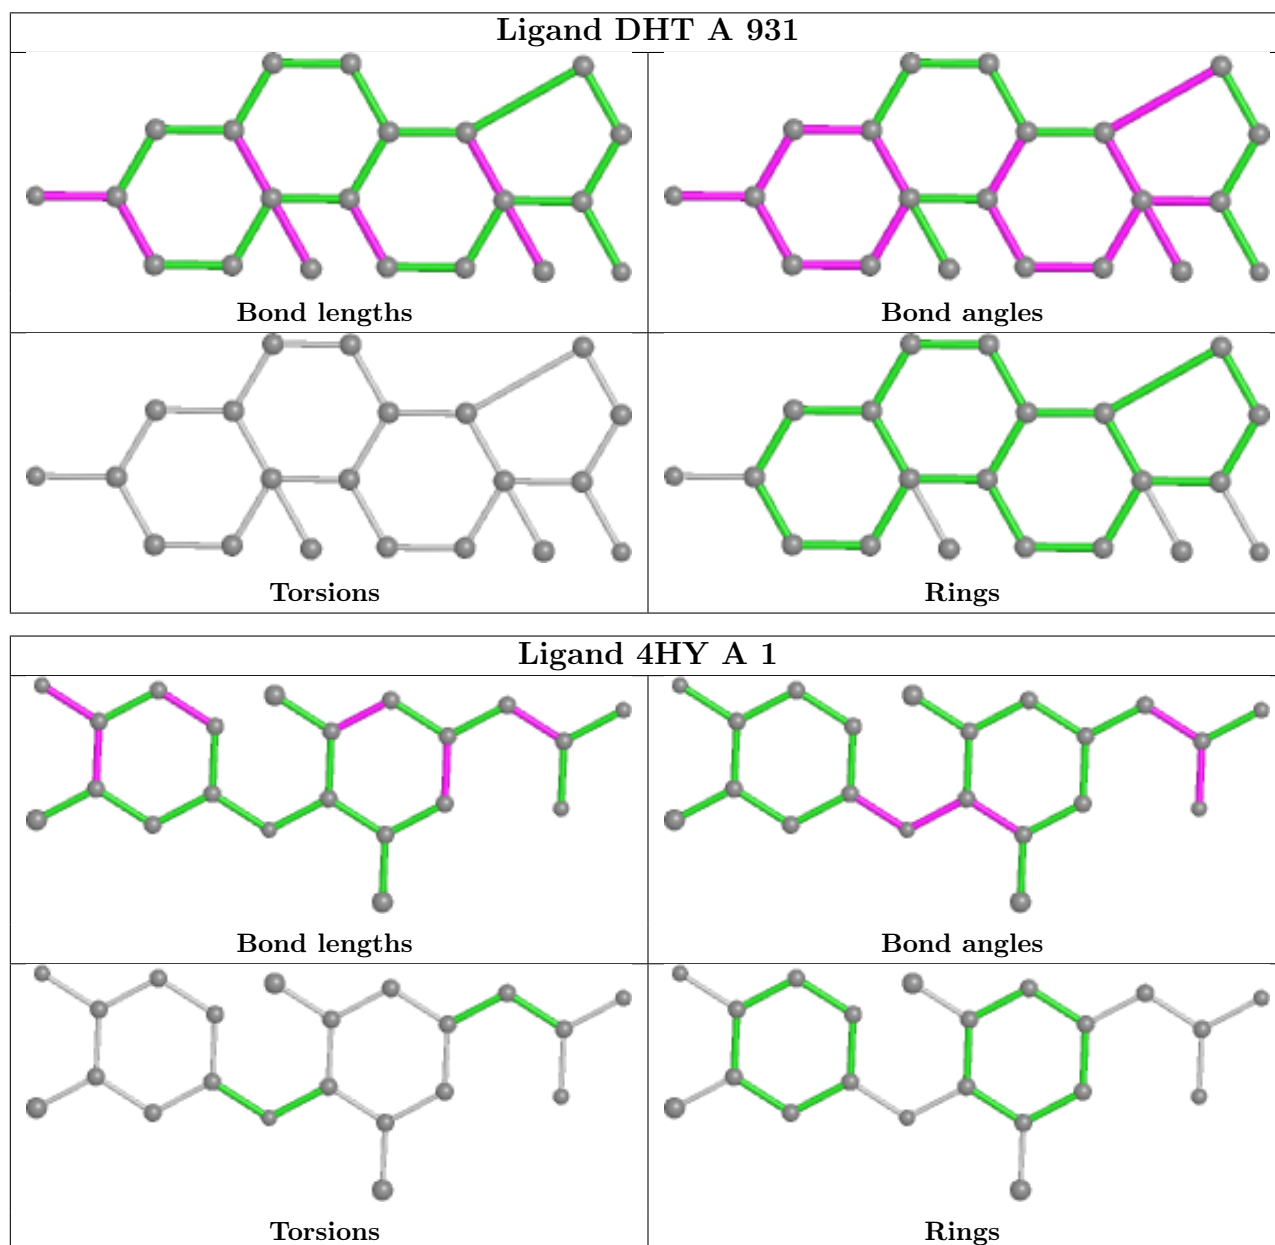 Ligand DHT A 931
Bond lengths
Bond angles
Torsions
Rings
Ligand 4HY A 1
Bond lengths
Bond angles
Torsions
Rings